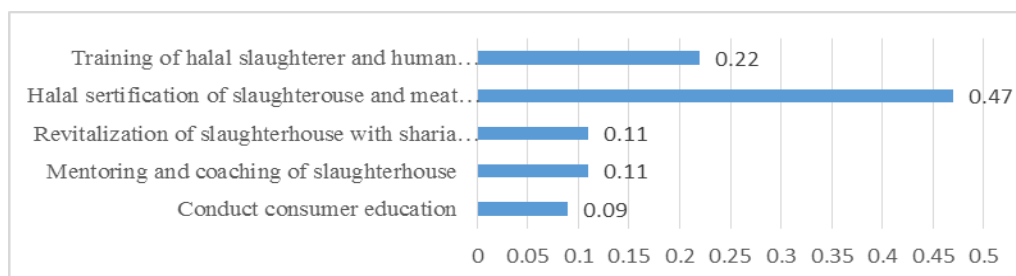 Training of halal slaughterer and human… 0.22
Halal sertification of slaughterouse and meat… 0.47
Revitalization of slaughterhouse with sharia… 0.11
Mentoring and coaching of slaughterhouse 0.11
Conduct consumer education 0.09
0 0.05 0.1 0.15 0.2 0.25 0.3 0.35 0.4 0.45 0.5